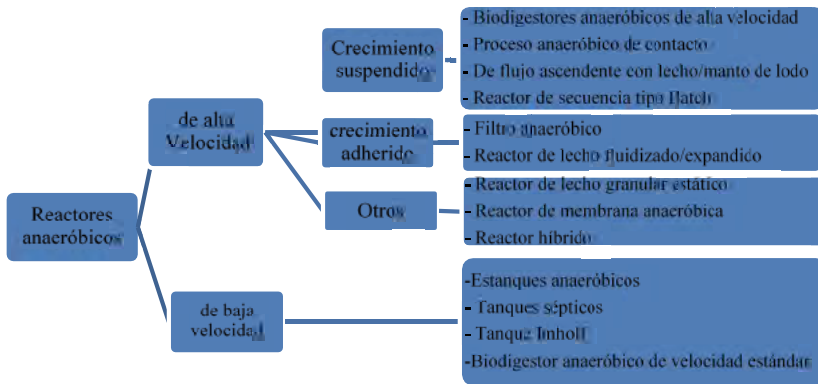 Reactores
anaeróbicos
de alta
Velocidad
Crecimiento
suspendido
- Biodigestores anaeróbicos de alta velocidad
- Proceso anaeróbico de contacto
- De flujo ascendente con lecho/manto de lodo
- Reactor de secuencia tipo Batch
crecimiento
adherido
- Filtro anaeróbico
- Reactor de lecho fluidizado/expandido
Otros
- Reactor de lecho granular estático
- Reactor de membrana anaeróbica
- Reactor híbrido
de baja
velocidad
-Estanques anaeróbicos
- Tanques sépticos
- Tanque Imhoff
-Biodigestor anaeróbico de velocidad estándar